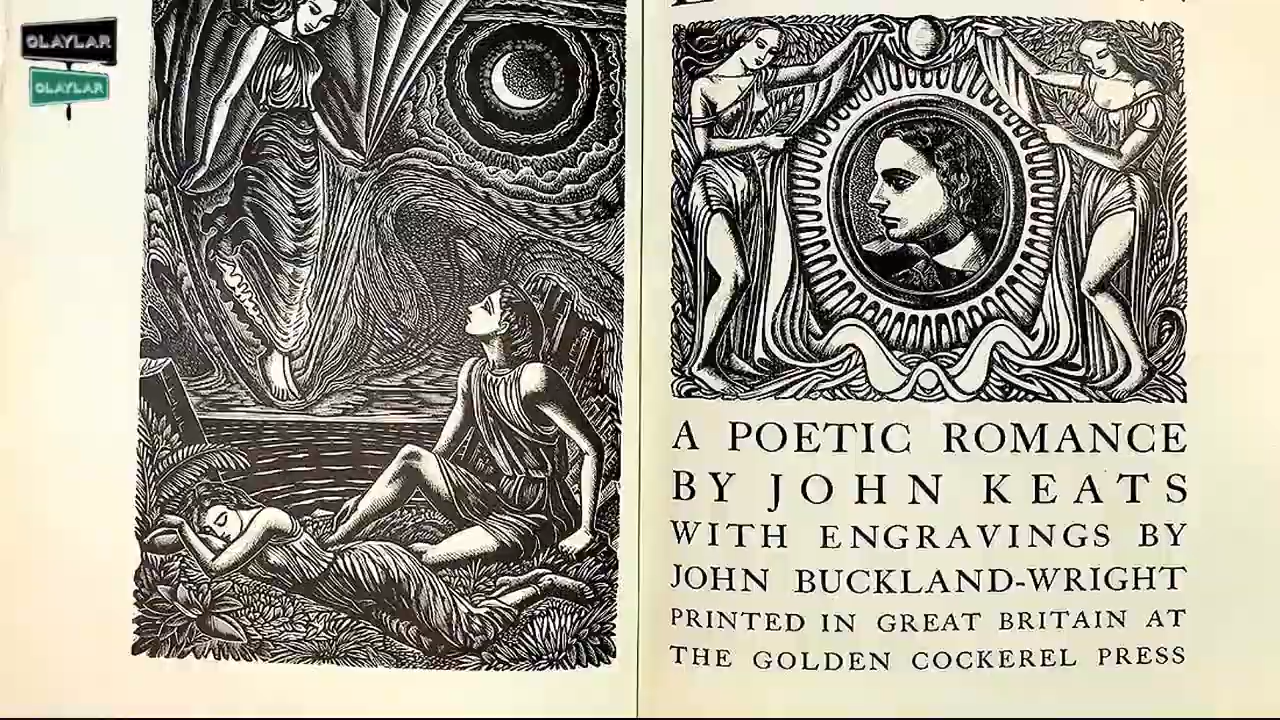 OLAYLAR
OLAYLAR
A POETIC ROMANCE
BY JOHN KEATS
WITH ENGRAVINGS BY
JOHN BUCKLAND-WRIGHT
PRINTED IN GREAT BRITAIN AT
THE GOLDEN COCKEREL PRESS